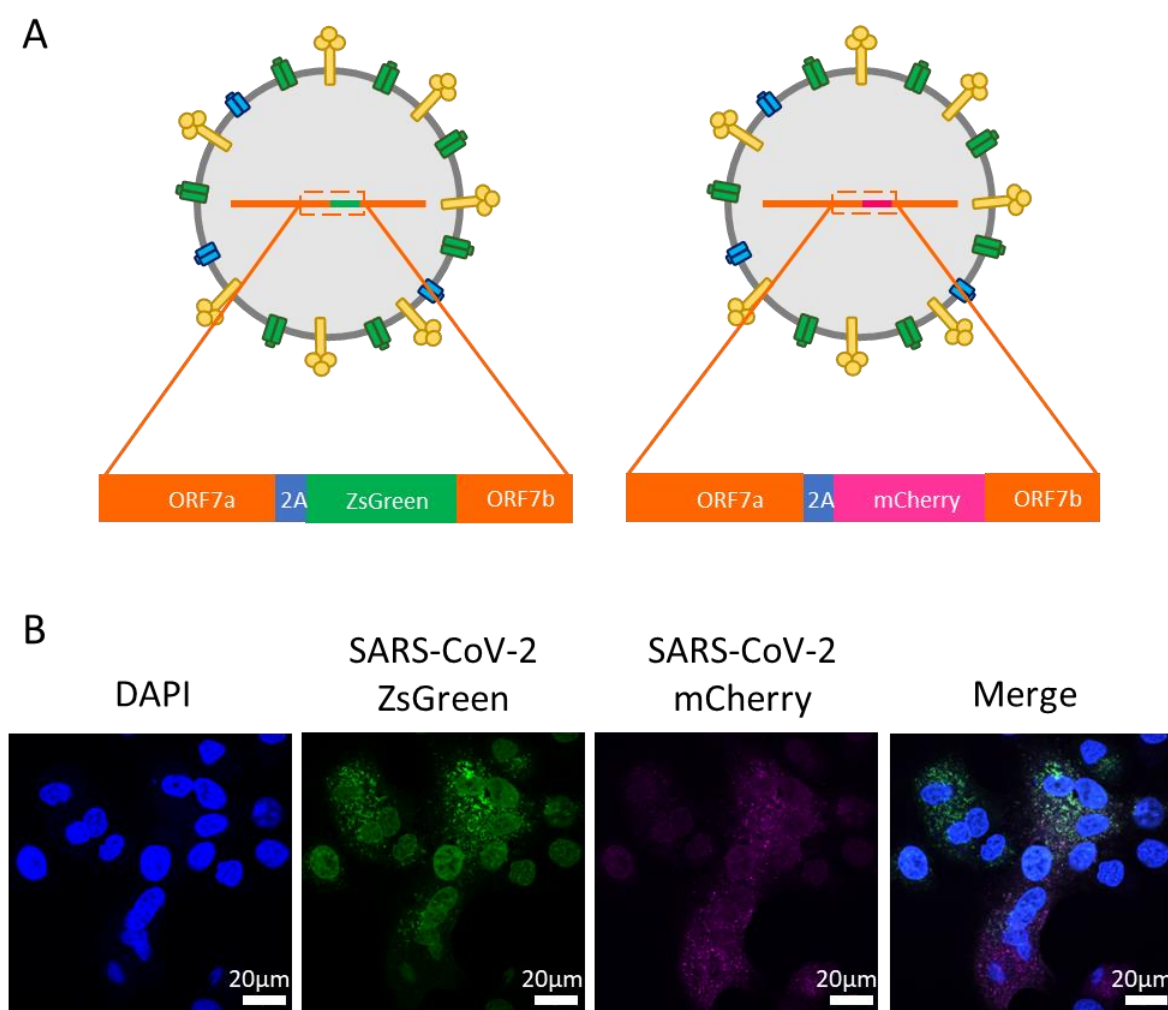 A
ORF7a 2A ZsGreen ORF7b
ORF7a 2A mCherry ORF7b
B
DAPI
SARS-CoV-2
ZsGreen
SARS-CoV-2
mCherry
Merge
20µm
20µm
20µm
20µm